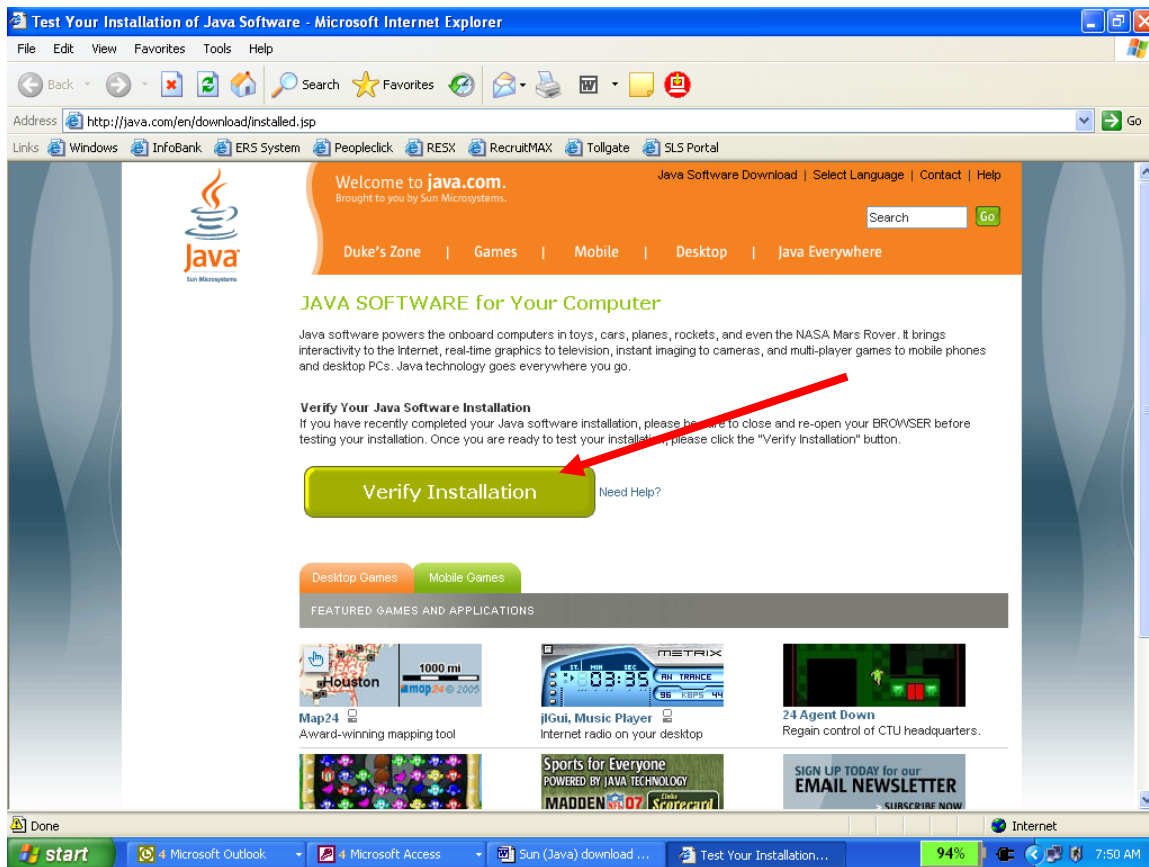 Test Your Installation of Java Software - Microsoft Internet Explorer
File Edit View Favorites Tools Help
Back Search Favorites
Address http://java.com/en/download/installed.jsp Go
Links Windows InfoBank ERS System Peopleclick RESX RecruitMAX Tollgate SLS Portal
Java Software Download | Select Language | Contact | Help
Welcome to java.com.
Brought to you by Sun Microsystems.
Search Go
Java
Sun Microsystems
Duke's Zone | Games | Mobile | Desktop | Java Everywhere
JAVA SOFTWARE for Your Computer
Java software powers the onboard computers in toys, cars, planes, rockets, and even the NASA Mars Rover. It brings
interactivity to the Internet, real-time graphics to television, instant imaging to cameras, and multi-player games to mobile phones
and desktop PCs. Java technology goes everywhere you go.
Verify Your Java Software Installation
If you have recently completed your Java software installation, please be sure to close and re-open your BROWSER before
testing your installation. Once you are ready to test your installation, please click the "Verify Installation" button.
Verify Installation Need Help?
Desktop Games Mobile Games
FEATURED GAMES AND APPLICATIONS
1000 mi
Houston
map24 © 2005
METRIX
ST. MIN SEC
03:35
AN TRANCE
96 KBPS 44
Map24
Award-winning mapping tool
jlGui, Music Player
Internet radio on your desktop
24 Agent Down
Regain control of CTU headquarters.
Sports for Everyone
POWERED BY JAVA TECHNOLOGY
MADDEN NFL 07 Links Scorecard
SIGN UP TODAY for our
EMAIL NEWSLETTER
> SUBSCRIBE NOW
Done Internet
start 4 Microsoft Outlook 4 Microsoft Access Sun (Java) download ... Test Your Installation... 94% 7:50 AM